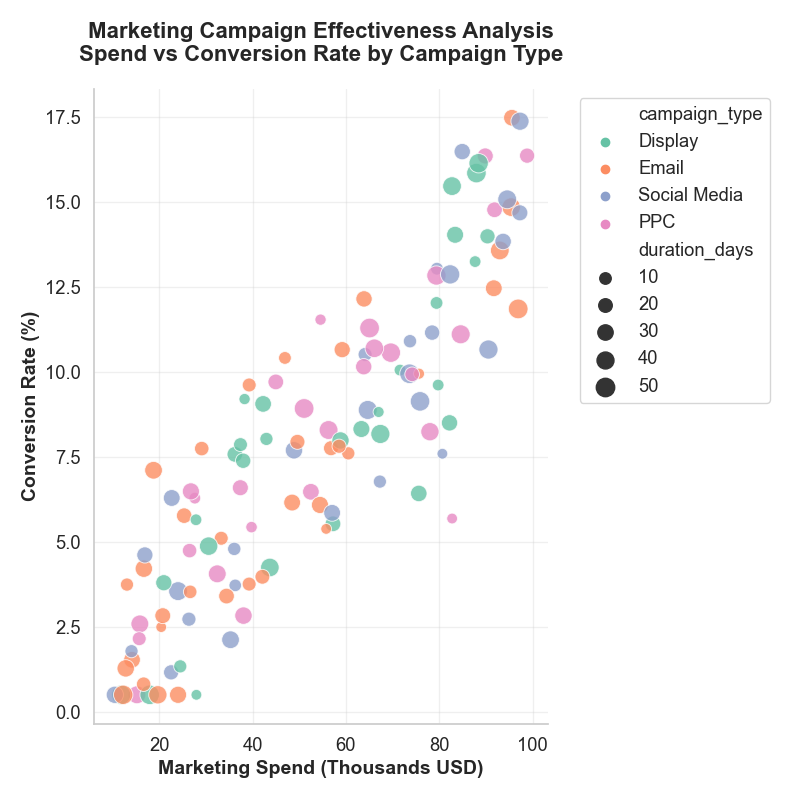 Marketing Campaign Effectiveness Analysis
Spend vs Conversion Rate by Campaign Type
17.5
15.0
12.5
10.0
7.5
5.0
2.5
0.0
Conversion Rate (%)
20
40
60
80
100
Marketing Spend (Thousands USD)
campaign_type
Display
Email
Social Media
PPC
duration_days
10
20
30
40
50